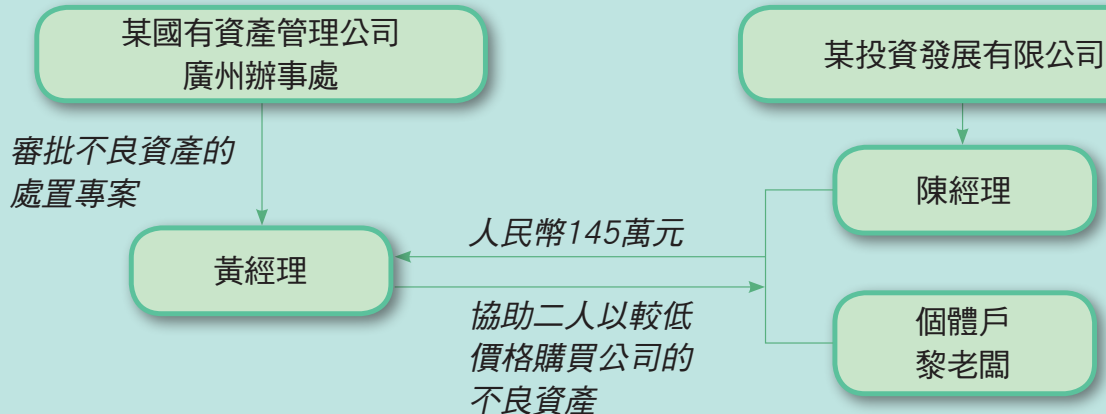 某國有資產管理公司
廣州辦事處
某投資發展有限公司
審批不良資產的
處置專案
陳經理
人民幣145萬元
黃經理
協助二人以較低
價格購買公司的
不良資產
個體戶
黎老闆